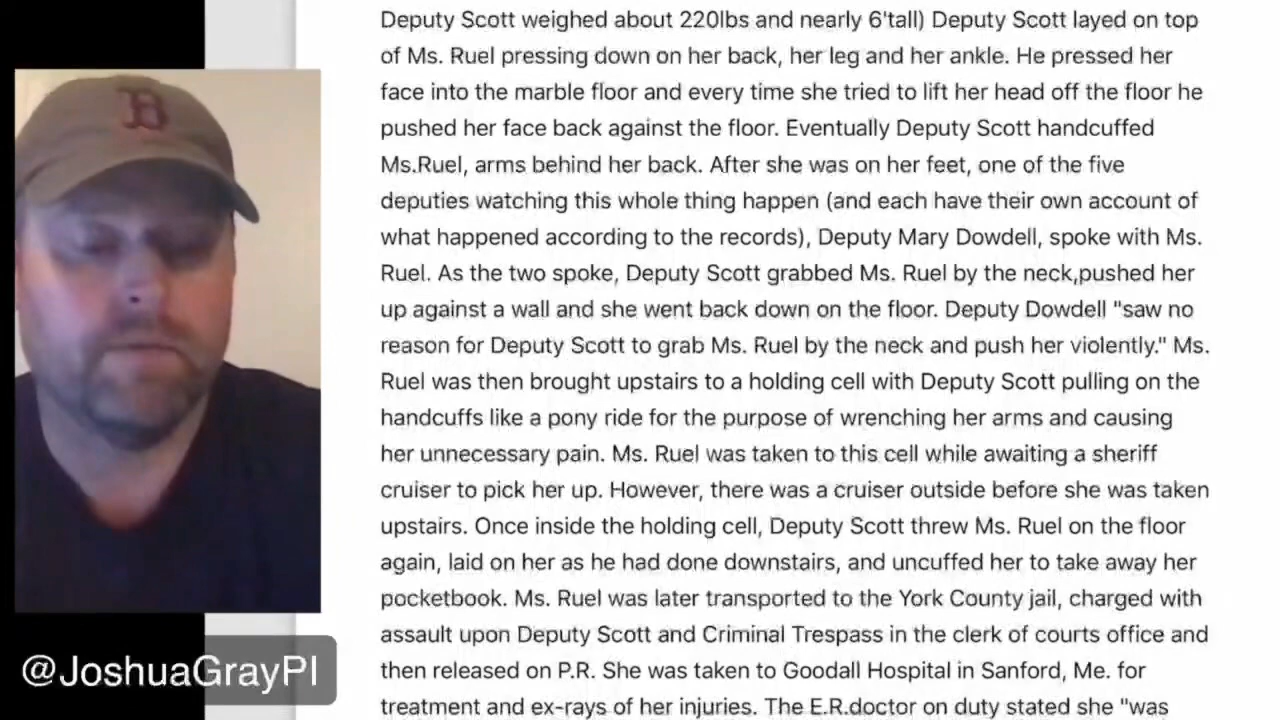 Deputy Scott weighed about 220lbs and nearly 6'tall) Deputy Scott layed on top
of Ms. Ruel pressing down on her back, her leg and her ankle. He pressed her
face into the marble floor and every time she tried to lift her head off the floor he
pushed her face back against the floor. Eventually Deputy Scott handcuffed
Ms.Ruel, arms behind her back. After she was on her feet, one of the five
deputies watching this whole thing happen (and each have their own account of
what happened according to the records), Deputy Mary Dowdell, spoke with Ms.
Ruel. As the two spoke, Deputy Scott grabbed Ms. Ruel by the neck,pushed her
up against a wall and she went back down on the floor. Deputy Dowdell "saw no
reason for Deputy Scott to grab Ms. Ruel by the neck and push her violently." Ms.
Ruel was then brought upstairs to a holding cell with Deputy Scott pulling on the
handcuffs like a pony ride for the purpose of wrenching her arms and causing
her unnecessary pain. Ms. Ruel was taken to this cell while awaiting a sheriff
cruiser to pick her up. However, there was a cruiser outside before she was taken
upstairs. Once inside the holding cell, Deputy Scott threw Ms. Ruel on the floor
again, laid on her as he had done downstairs, and uncuffed her to take away her
pocketbook. Ms. Ruel was later transported to the York County jail, charged with
assault upon Deputy Scott and Criminal Trespass in the clerk of courts office and
then released on P.R. She was taken to Goodall Hospital in Sanford, Me. for
treatment and ex-rays of her injuries. The E.R.doctor on duty stated she "was
B
@JoshuaGrayPI